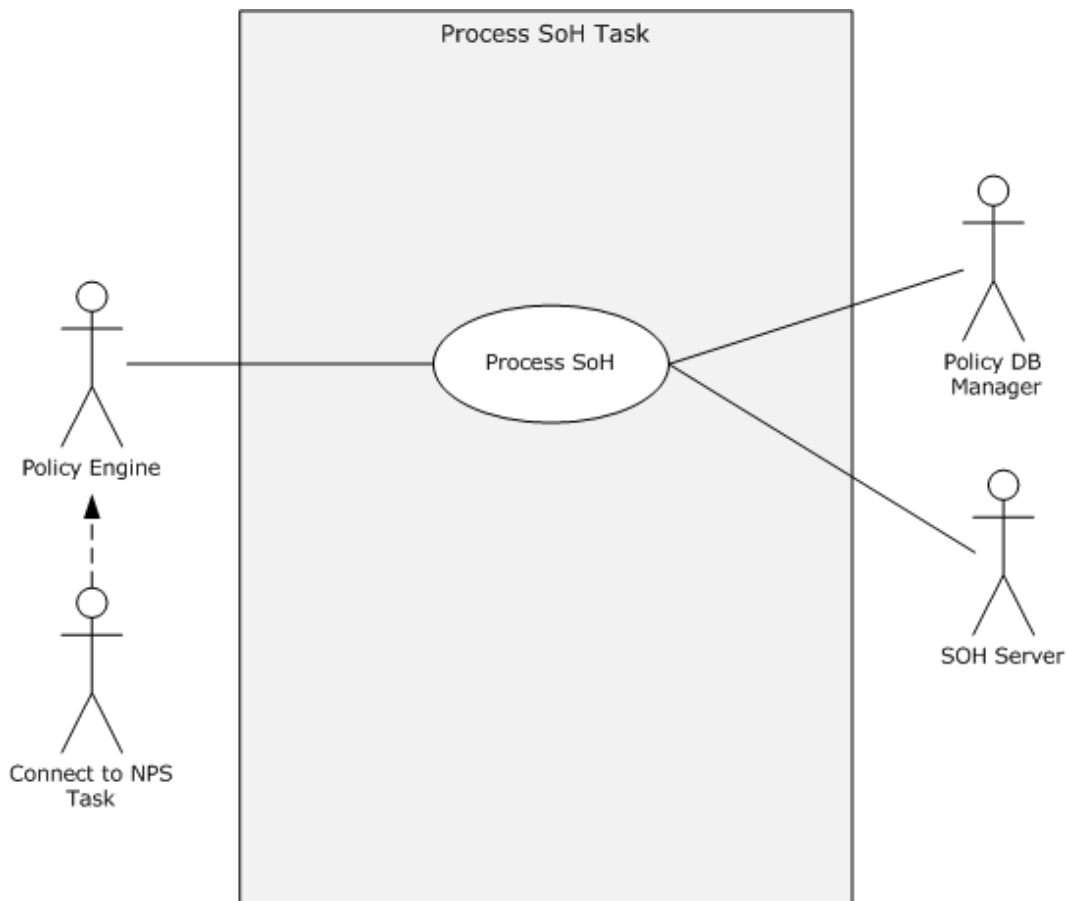 Process SoH Task
Process SoH
Policy DB
Manager
Policy Engine
SOH Server
Connect to NPS
Task